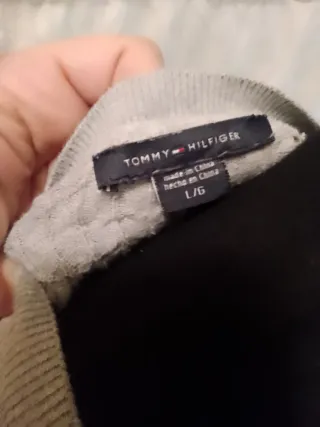 TOMMY HILFIGER
made in China
hecho en China
L/G